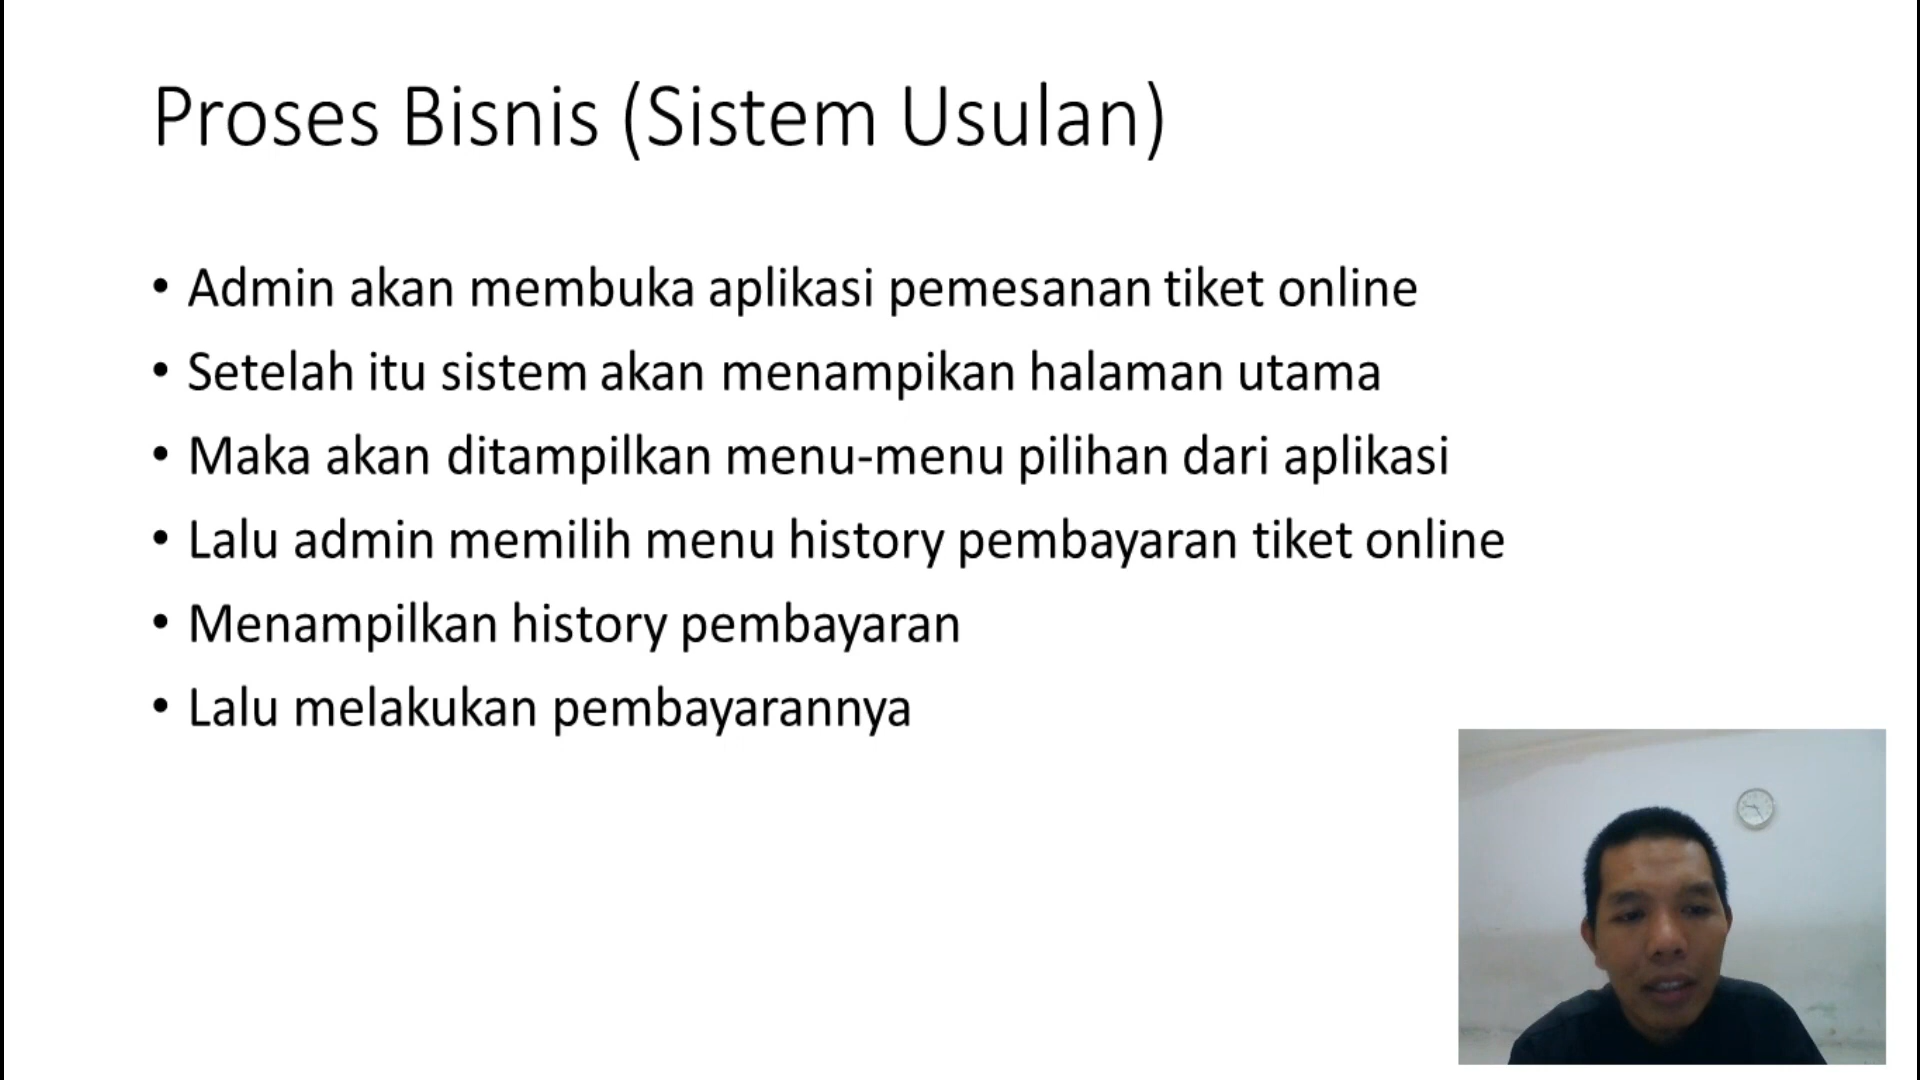 Proses Bisnis (Sistem Usulan)
• Admin akan membuka aplikasi pemesanan tiket online
• Setelah itu sistem akan menampikan halaman utama
• Maka akan ditampilkan menu-menu pilihan dari aplikasi
• Lalu admin memilih menu history pembayaran tiket online
• Menampilkan history pembayaran
• Lalu melakukan pembayarannya